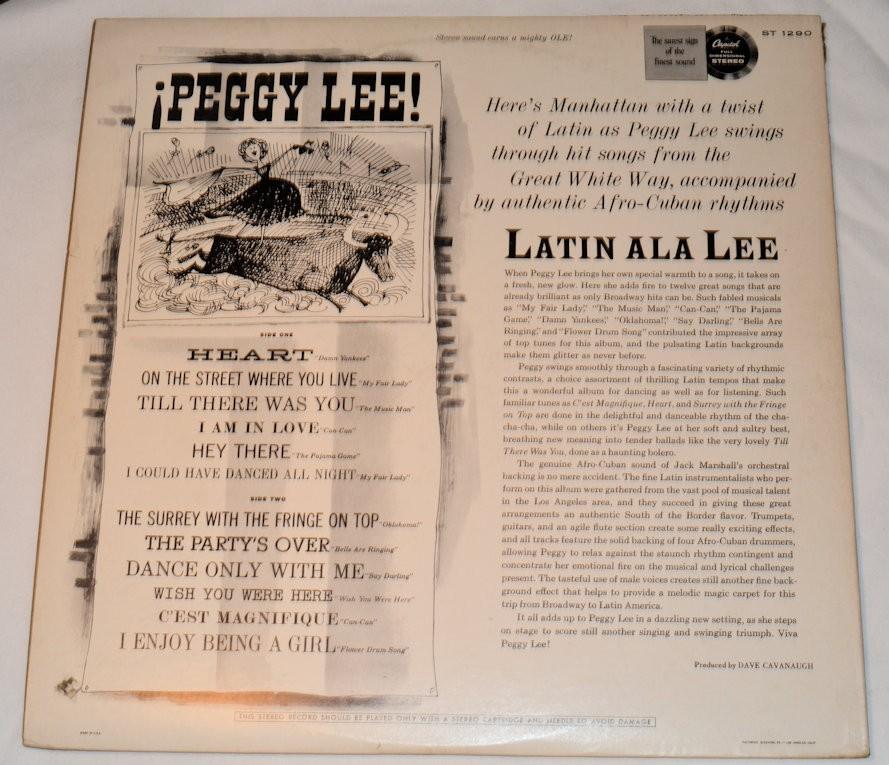 Stereo sound earns a mighty OLE!
The surest sign
of the
finest sound
Capitol
FULL
DIMENSIONAL
STEREO
ST 1290
¡PEGGY LEE!
SIDE ONE
HEART "Damn Yankees"
ON THE STREET WHERE YOU LIVE "My Fair Lady"
TILL THERE WAS YOU "The Music Man"
I AM IN LOVE "Can-Can"
HEY THERE "The Pajama Game"
I COULD HAVE DANCED ALL NIGHT "My Fair Lady"
SIDE TWO
THE SURREY WITH THE FRINGE ON TOP "Oklahoma!"
THE PARTY'S OVER "Bells Are Ringing"
DANCE ONLY WITH ME "Say Darling"
WISH YOU WERE HERE "Wish You Were Here"
C'EST MAGNIFIQUE "Can-Can"
I ENJOY BEING A GIRL "Flower Drum Song"
Here's Manhattan with a twist
of Latin as Peggy Lee swings
through hit songs from the
Great White Way, accompanied
by authentic Afro-Cuban rhythms
LATIN ALA LEE
When Peggy Lee brings her own special warmth to a song, it takes on
a fresh, new glow. Here she adds fire to twelve great songs that are
already brilliant as only Broadway hits can be. Such fabled musicals
as "My Fair Lady," "The Music Man," "Can-Can," "The Pajama
Game," "Damn Yankees," "Oklahoma!," "Say Darling," "Bells Are
Ringing," and "Flower Drum Song" contributed the impressive array
of top tunes for this album, and the pulsating Latin backgrounds
make them glitter as never before.
Peggy swings smoothly through a fascinating variety of rhythmic
contrasts, a choice assortment of thrilling Latin tempos that make
this a wonderful album for dancing as well as for listening. Such
familiar tunes as C'est Magnifique, Heart, and Surrey with the Fringe
on Top are done in the delightful and danceable rhythm of the cha-
cha-cha, while on others it's Peggy Lee at her soft and sultry best,
breathing new meaning into tender ballads like the very lovely Till
There Was You, done as a haunting bolero.
The genuine Afro-Cuban sound of Jack Marshall's orchestral
backing is no mere accident. The fine Latin instrumentalists who per-
form on this album were gathered from the vast pool of musical talent
in the Los Angeles area, and they succeed in giving these great
arrangements an authentic South of the Border flavor. Trumpets,
guitars, and an agile flute section create some really exciting effects,
and all tracks feature the solid backing of four Afro-Cuban drummers,
allowing Peggy to relax against the staunch rhythm contingent and
concentrate her emotional fire on the musical and lyrical challenges
present. The tasteful use of male voices creates still another fine back-
ground effect that helps to provide a melodic magic carpet for this
trip from Broadway to Latin America.
It all adds up to Peggy Lee in a dazzling new setting, as she steps
on stage to score still another singing and swinging triumph. Viva
Peggy Lee!
Produced by DAVE CAVANAUGH
THIS STEREO RECORD SHOULD BE PLAYED ONLY WITH A STEREO CARTRIDGE AND NEEDLE TO AVOID DAMAGE